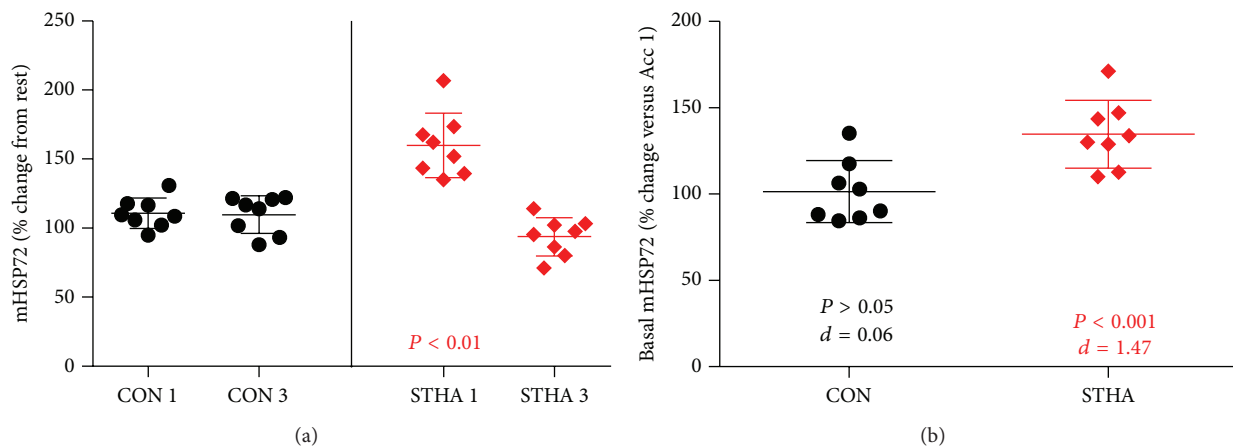 mHSP72 (% change from rest)
250
200
150
100
50
0
P < 0.01
CON 1
CON 3
STHA 1
STHA 3
(a)
Basal mHSP72 (% change versus Acc 1)
200
150
100
50
0
P > 0.05
d = 0.06
P < 0.001
d = 1.47
CON
STHA
(b)